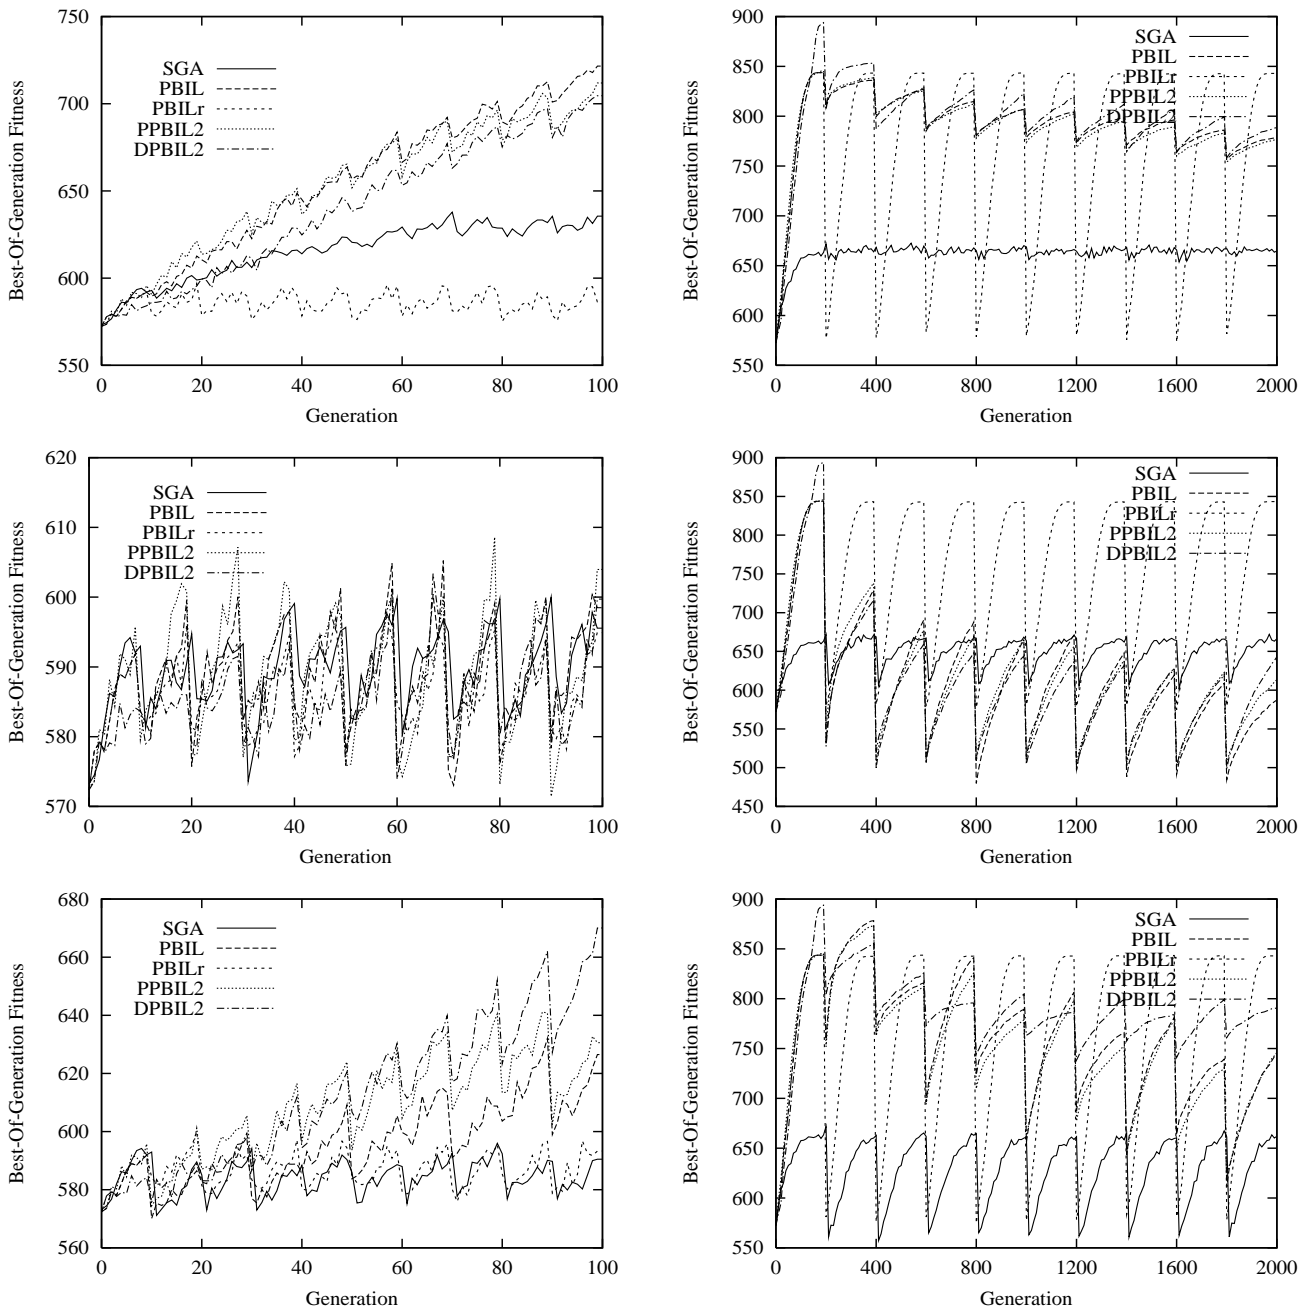 750
700
650
600
550
Best-Of-Generation Fitness
SGA
PBIL
PBILr
PPBIL2
DPBIL2
0 20 40 60 80 100
Generation
900
850
800
750
700
650
600
550
Best-Of-Generation Fitness
SGA
PBIL
PBILr
PPBIL2
DPBIL2
0 400 800 1200 1600 2000
Generation
620
610
600
590
580
570
Best-Of-Generation Fitness
SGA
PBIL
PBILr
PPBIL2
DPBIL2
0 20 40 60 80 100
Generation
900
850
800
750
700
650
600
550
500
450
Best-Of-Generation Fitness
SGA
PBIL
PBILr
PPBIL2
DPBIL2
0 400 800 1200 1600 2000
Generation
680
660
640
620
600
580
560
Best-Of-Generation Fitness
SGA
PBIL
PBILr
PPBIL2
DPBIL2
0 20 40 60 80 100
Generation
900
850
800
750
700
650
600
550
Best-Of-Generation Fitness
SGA
PBIL
PBILr
PPBIL2
DPBIL2
0 400 800 1200 1600 2000
Generation